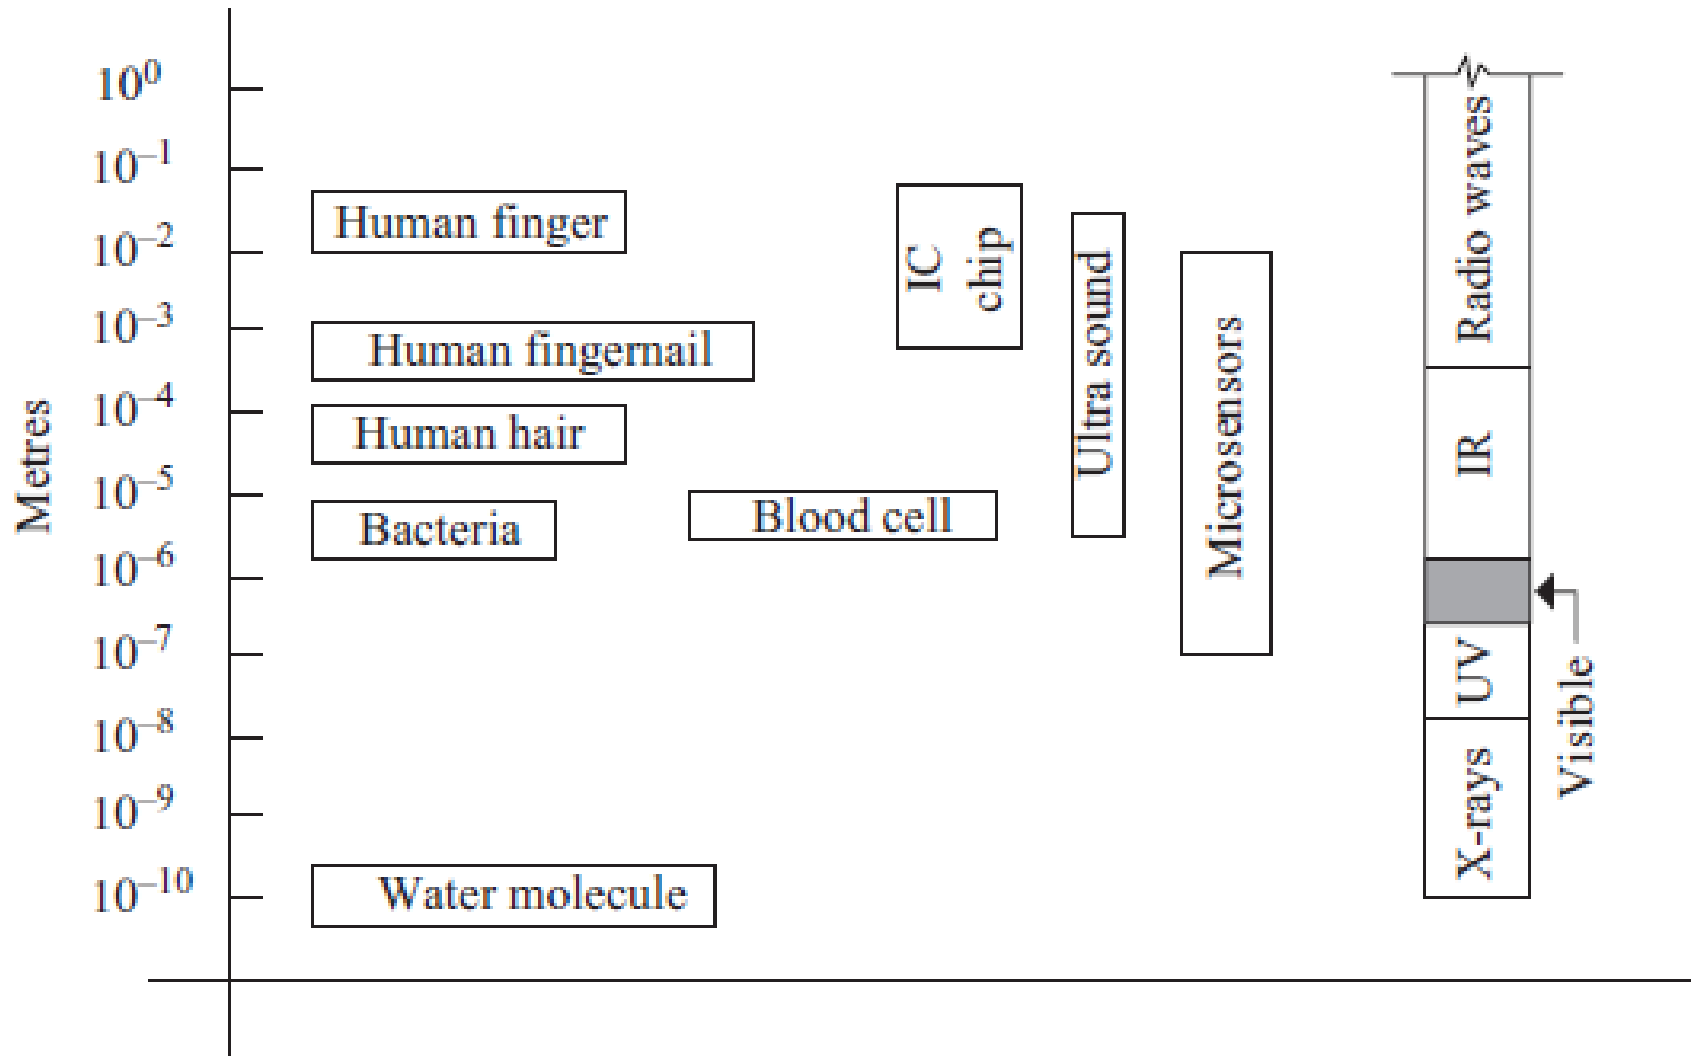 Metres
10⁰
10⁻¹
10⁻²
10⁻³
10⁻⁴
10⁻⁵
10⁻⁶
10⁻⁷
10⁻⁸
10⁻⁹
10⁻¹⁰
Human finger
Human fingernail
Human hair
Bacteria
Blood cell
Water molecule
IC
chip
Ultra sound
Microsensors
Radio waves
IR
UV
X-rays
Visible